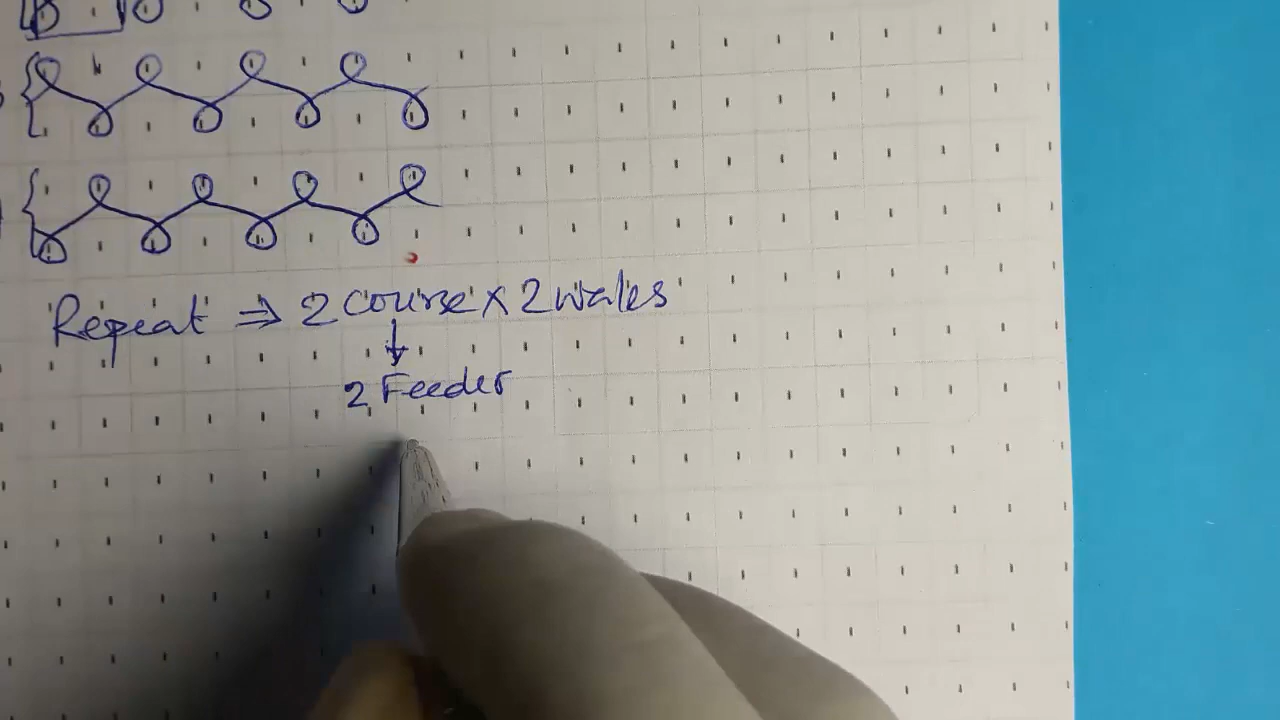 Repeat ⇒ 2 course × 2 wales
↓
2 Feeder